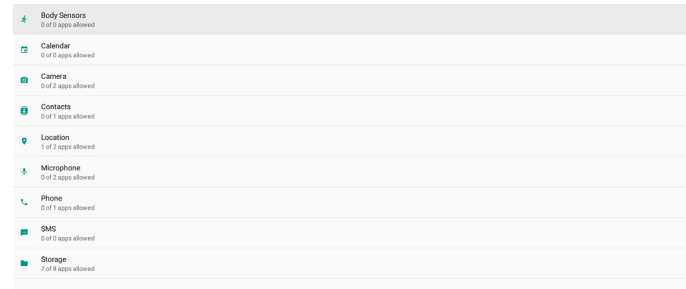 Body Sensors
0 of 0 apps allowed
Calendar
0 of 0 apps allowed
Camera
0 of 2 apps allowed
Contacts
0 of 1 apps allowed
Location
1 of 2 apps allowed
Microphone
0 of 2 apps allowed
Phone
0 of 1 apps allowed
SMS
0 of 0 apps allowed
Storage
7 of 8 apps allowed